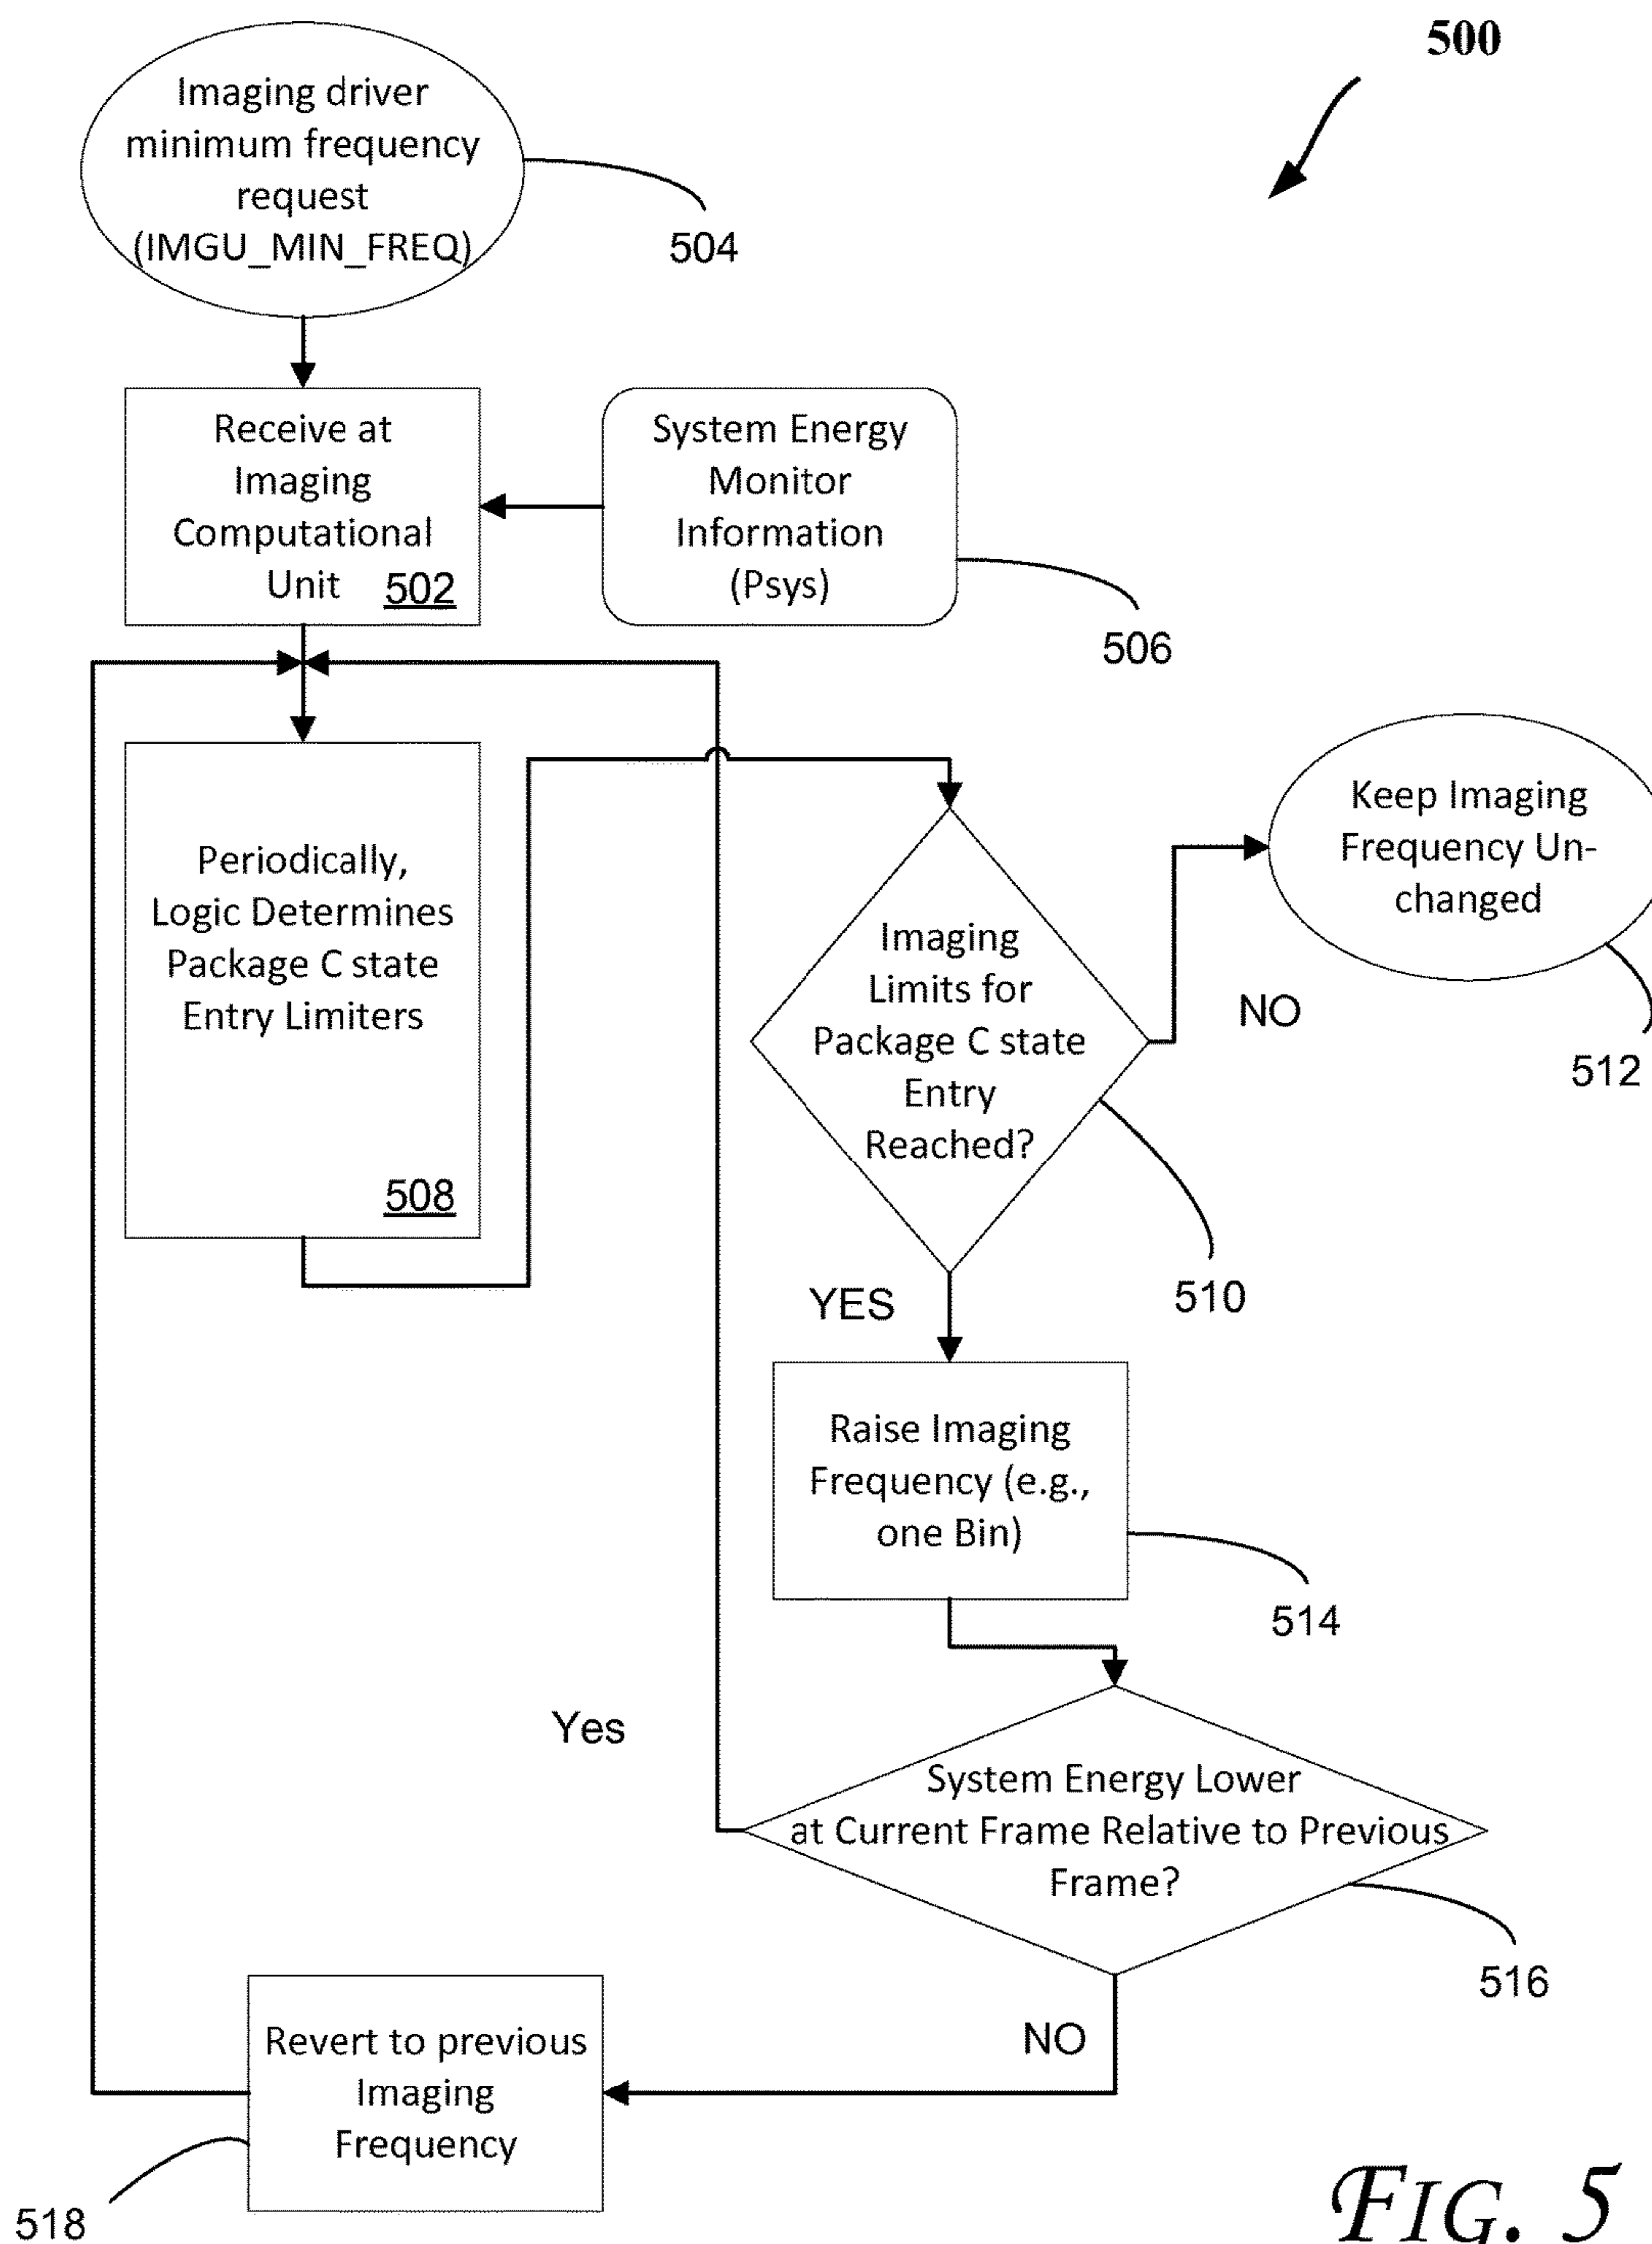 500
Imaging driver
minimum frequency
request
(IMGU_MIN_FREQ)
504
Receive at
Imaging
Computational
Unit 502
System Energy
Monitor
Information
(Psys)
506
Periodically,
Logic Determines
Package C state
Entry Limiters
508
Imaging
Limits for
Package C state
Entry
Reached?
510
NO
Keep Imaging
Frequency Un-
changed
512
YES
Raise Imaging
Frequency (e.g.,
one Bin)
514
Yes
System Energy Lower
at Current Frame Relative to Previous
Frame?
516
NO
Revert to previous
Imaging
Frequency
518
FIG. 5